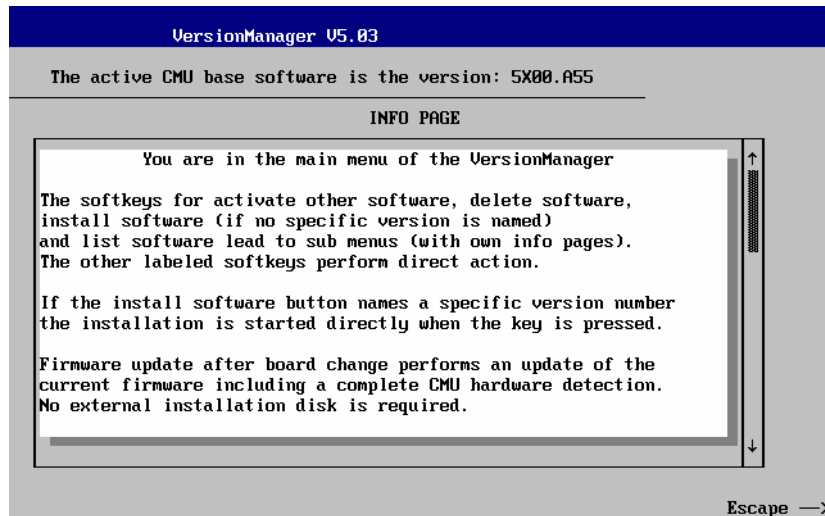 VersionManager V5.03
The active CMU base software is the version: 5X00.A55
INFO PAGE
You are in the main menu of the VersionManager
The softkeys for activate other software, delete software,
install software (if no specific version is named)
and list software lead to sub menus (with own info pages).
The other labeled softkeys perform direct action.
If the install software button names a specific version number
the installation is started directly when the key is pressed.
Firmware update after board change performs an update of the
current firmware including a complete CMU hardware detection.
No external installation disk is required.
Escape —>